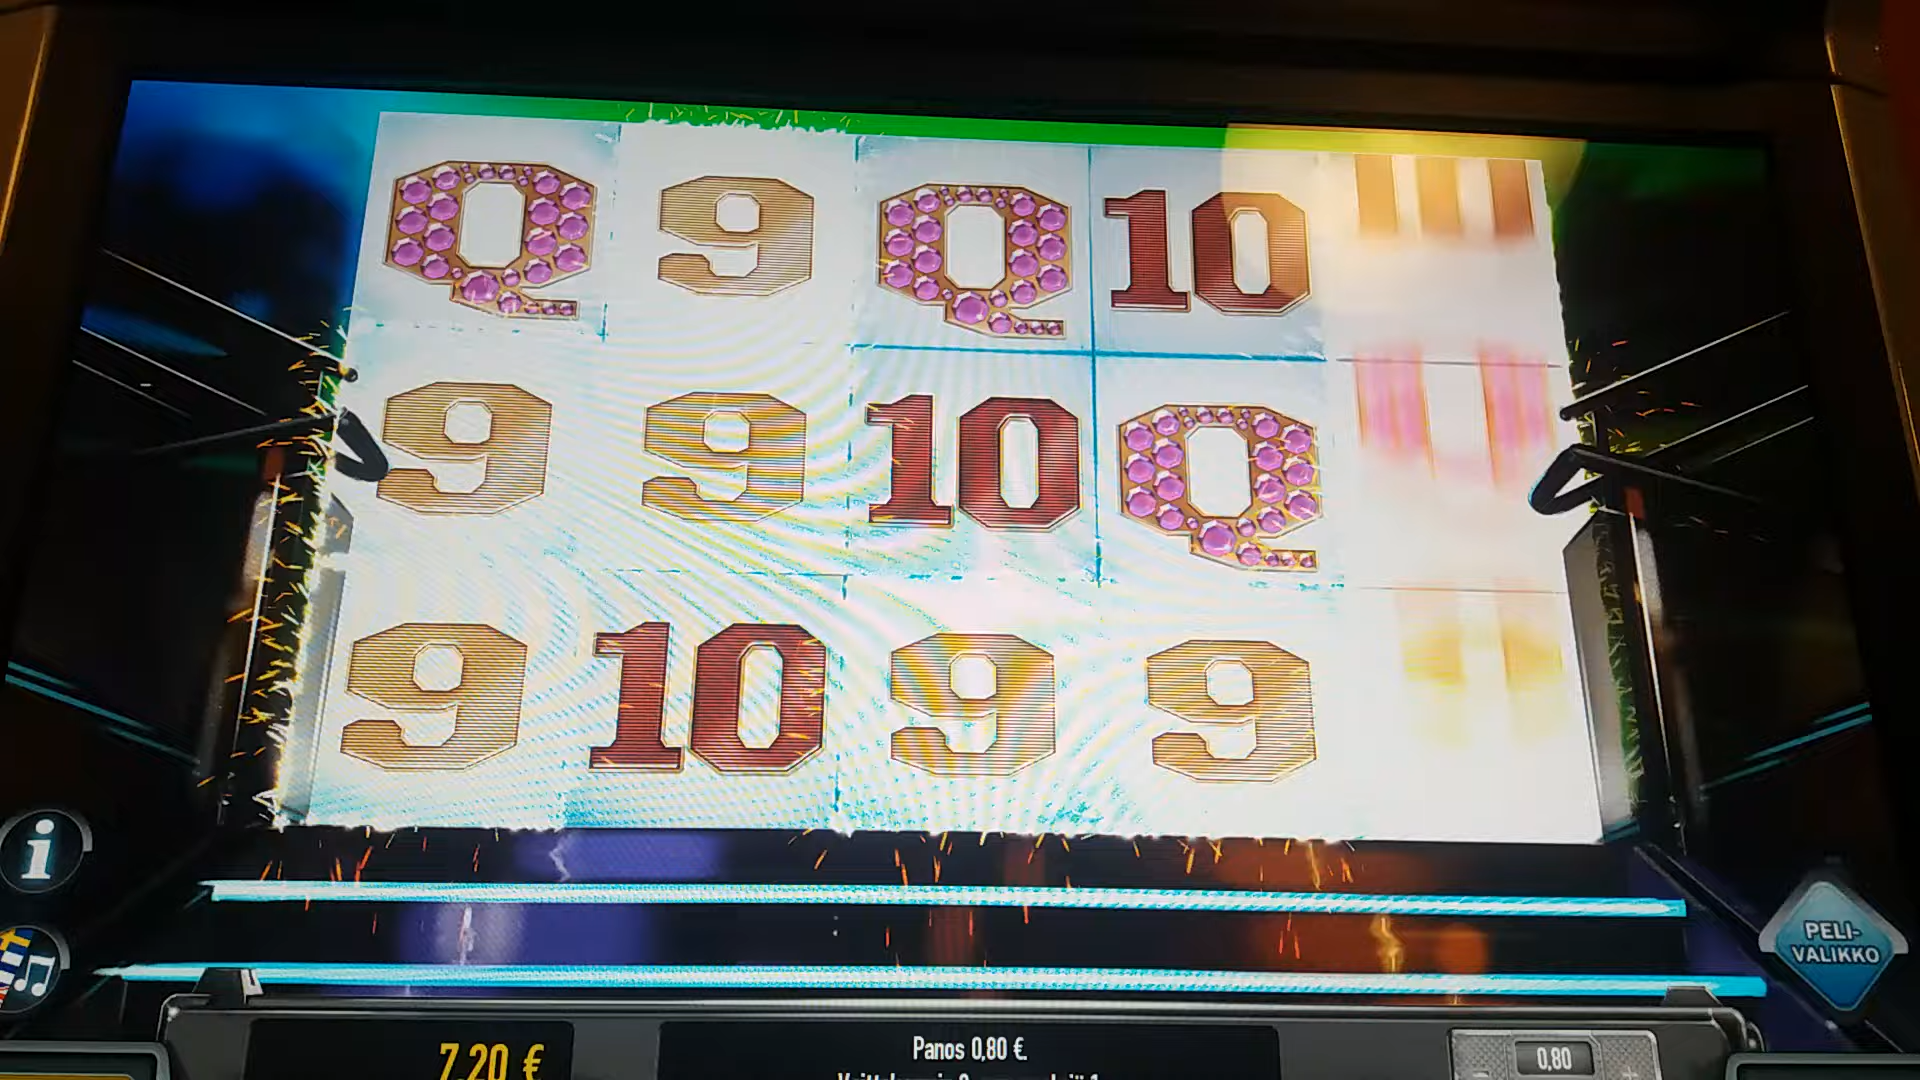 Q 9 Q 10
9 9 10 Q
9 10 9 9
PELI-
VALIKKO
7,20 €
Panos 0,80 €.
0,80